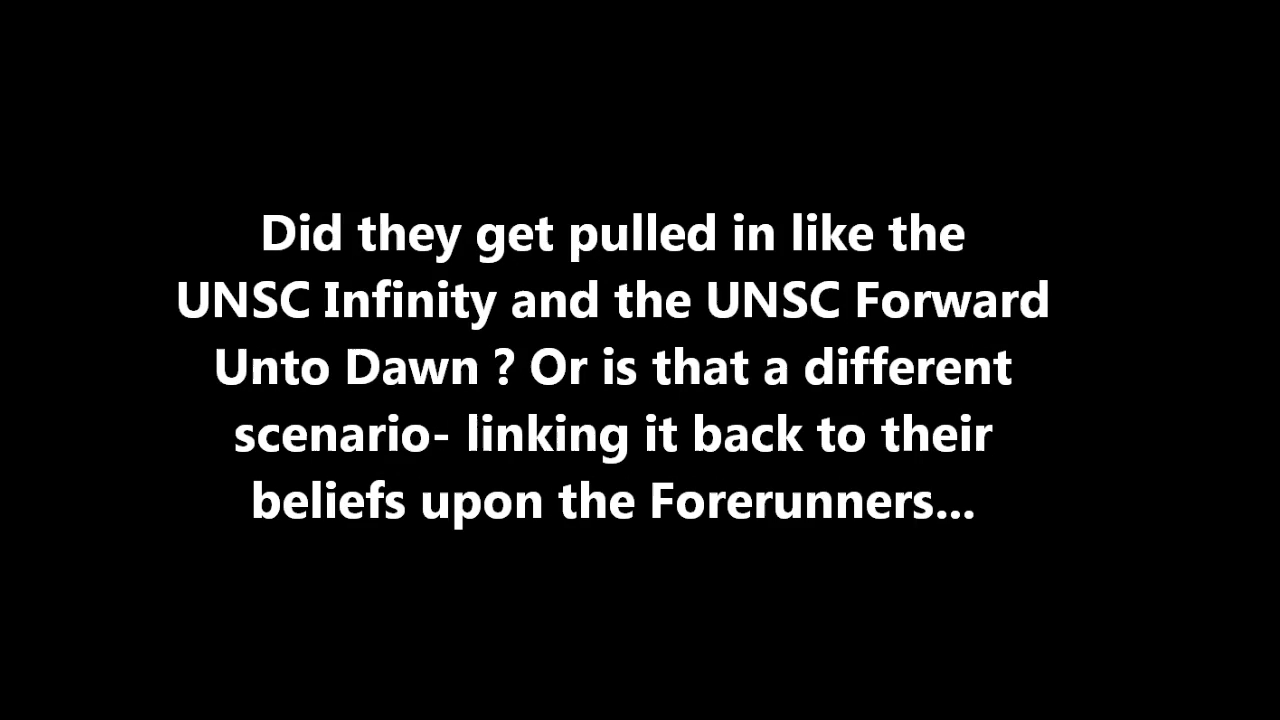 Did they get pulled in like the
UNSC Infinity and the UNSC Forward
Unto Dawn ? Or is that a different
scenario- linking it back to their
beliefs upon the Forerunners...